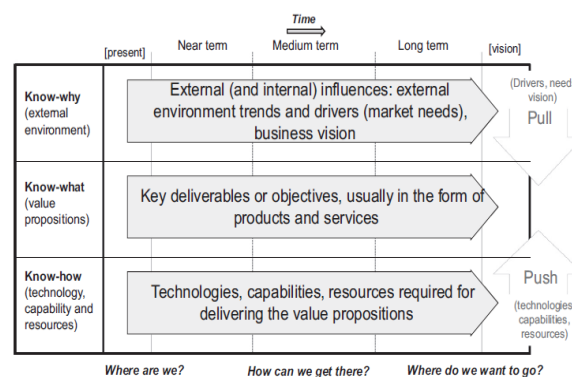 Time
[present]
Near term
Medium term
Long term
[vision]
Know-why
(external
environment)
External (and internal) influences: external
environment trends and drivers (market needs),
business vision
(Drivers, need
vision)
Pull
Know-what
(value
propositions)
Key deliverables or objectives, usually in the form of
products and services
Know-how
(technology,
capability and
resources)
Technologies, capabilities, resources required for
delivering the value propositions
Push
(technologies
capabilities,
resources)
Where are we?
How can we get there?
Where do we want to go?